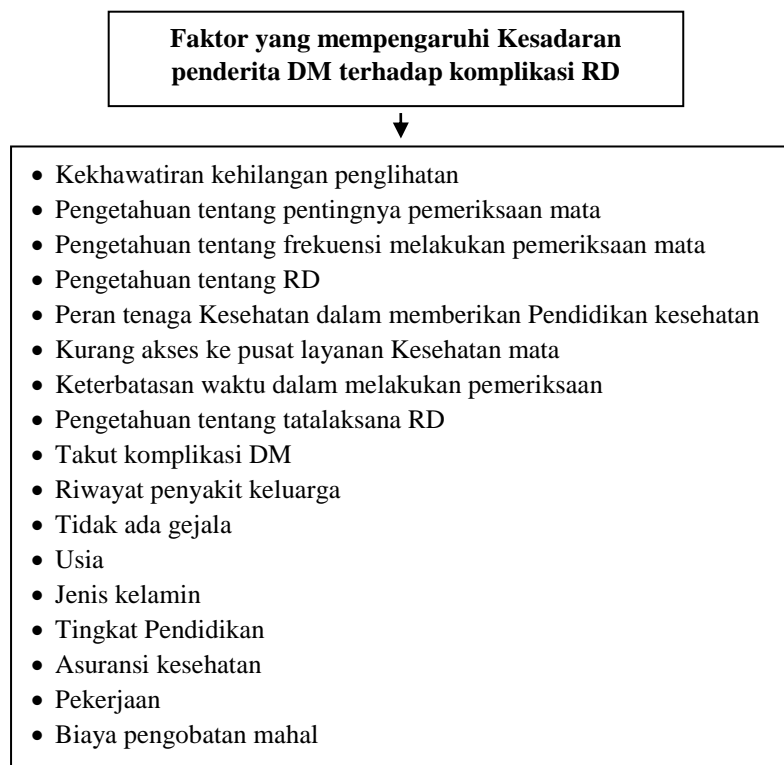 Faktor yang mempengaruhi Kesadaran
penderita DM terhadap komplikasi RD
• Kekhawatiran kehilangan penglihatan
• Pengetahuan tentang pentingnya pemeriksaan mata
• Pengetahuan tentang frekuensi melakukan pemeriksaan mata
• Pengetahuan tentang RD
• Peran tenaga Kesehatan dalam memberikan Pendidikan kesehatan
• Kurang akses ke pusat layanan Kesehatan mata
• Keterbatasan waktu dalam melakukan pemeriksaan
• Pengetahuan tentang tatalaksana RD
• Takut komplikasi DM
• Riwayat penyakit keluarga
• Tidak ada gejala
• Usia
• Jenis kelamin
• Tingkat Pendidikan
• Asuransi kesehatan
• Pekerjaan
• Biaya pengobatan mahal